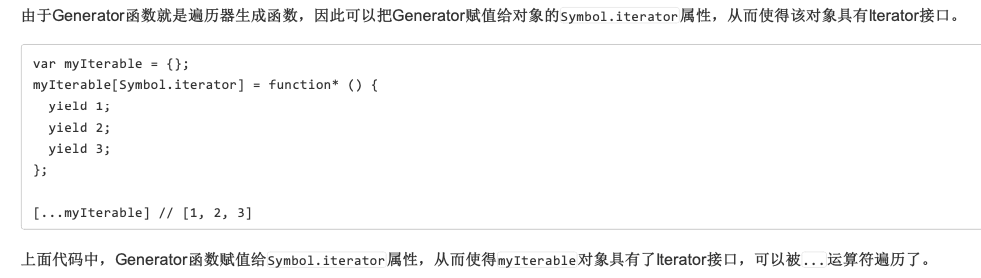 由于Generator函数就是遍历器生成函数，因此可以把Generator赋值给对象的Symbol.iterator属性，从而使得该对象具有Iterator接口。
var myIterable = {};
myIterable[Symbol.iterator] = function* () {
  yield 1;
  yield 2;
  yield 3;
};
[...myIterable] // [1, 2, 3]
上面代码中，Generator函数赋值给Symbol.iterator属性，从而使得myIterable对象具有了Iterator接口，可以被...运算符遍历了。